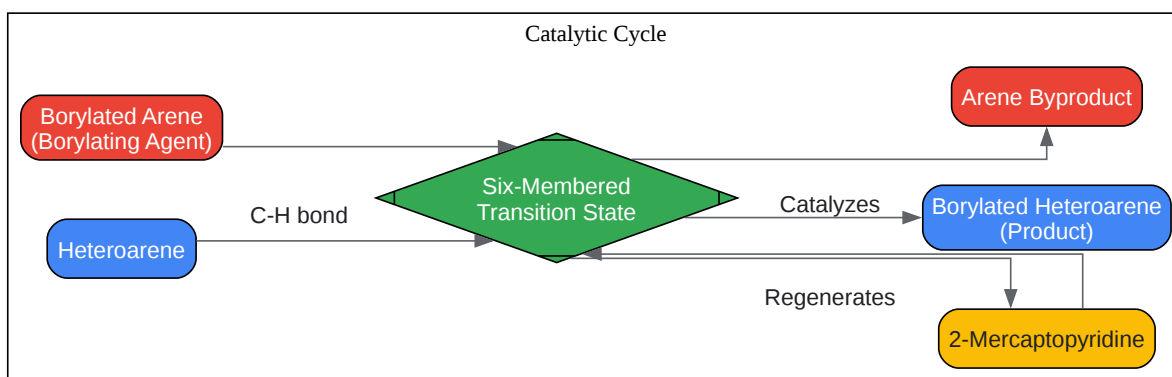 Catalytic Cycle
Borylated Arene
(Borylating Agent)
Arene Byproduct
Six-Membered
Transition State
C-H bond
Catalyzes
Borylated Heteroarene
(Product)
Heteroarene
Regenerates
2-Mercaptopyridine